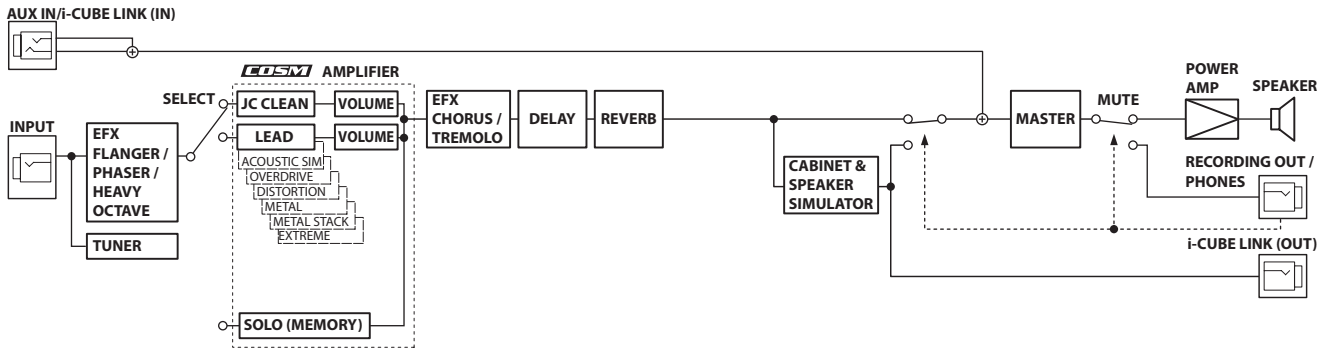 AUX IN/i-CUBE LINK (IN)
COSM AMPLIFIER
SELECT
JC CLEAN
VOLUME
INPUT
EFX
FLANGER /
PHASER /
HEAVY
OCTAVE
TUNER
LEAD
VOLUME
ACOUSTIC SIM
OVERDRIVE
DISTORTION
METAL
METAL STACK
EXTREME
SOLO (MEMORY)
EFX
CHORUS /
TREMOLO
DELAY
REVERB
CABINET &
SPEAKER
SIMULATOR
MASTER
MUTE
POWER
AMP
SPEAKER
RECORDING OUT /
PHONES
i-CUBE LINK (OUT)